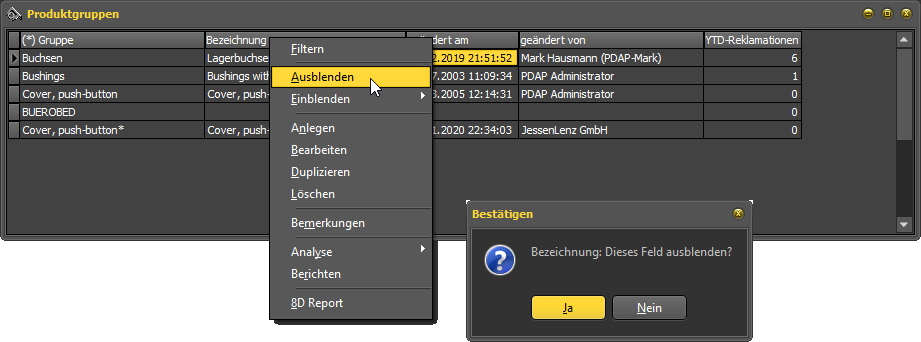 Produktgruppen
(*) Gruppe Bezeichnung ndert am geändert von YTD-Reklamationen
Buchsen Lagerbuchse 2.2019 21:51:52 Mark Hausmann (PDAP-Mark) 6
Bushings Bushings with 7.2003 11:09:34 PDAP Administrator 1
Cover, push-button Cover, push- 3.2005 12:14:31 PDAP Administrator 0
BUEROBED 0
Cover, push-button* Cover, push- 1.2020 22:34:03 JessenLenz GmbH 0
Filtern
Ausblenden
Einblenden
Anlegen
Bearbeiten
Duplizieren
Löschen
Bemerkungen
Analyse
Berichten
8D Report
Bestätigen
Bezeichnung: Dieses Feld ausblenden?
Ja Nein